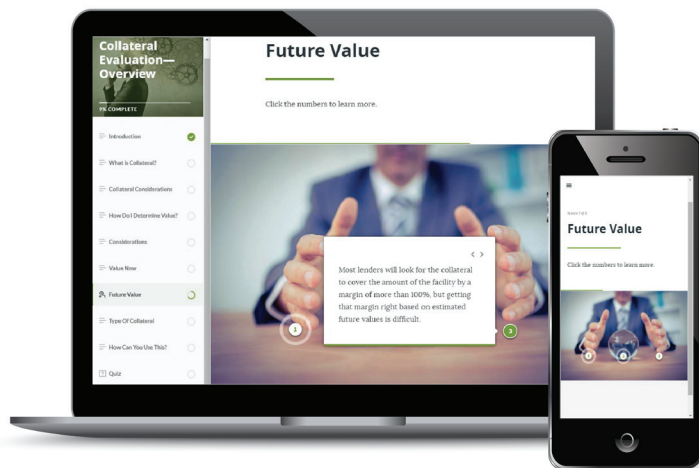 Collateral
Evaluation—
Overview
9% COMPLETE
Introduction
What is Collateral?
Collateral Considerations
How Do I Determine Value?
Considerations
Value Now
Future Value
Type Of Collateral
How Can You Use This?
Quiz
Future Value
Click the numbers to learn more.
Most lenders will look for the collateral
to cover the amount of the facility by a
margin of more than 100%, but getting
that margin right based on estimated
future values is difficult.
1
3
Future Value
Click the numbers to learn more.